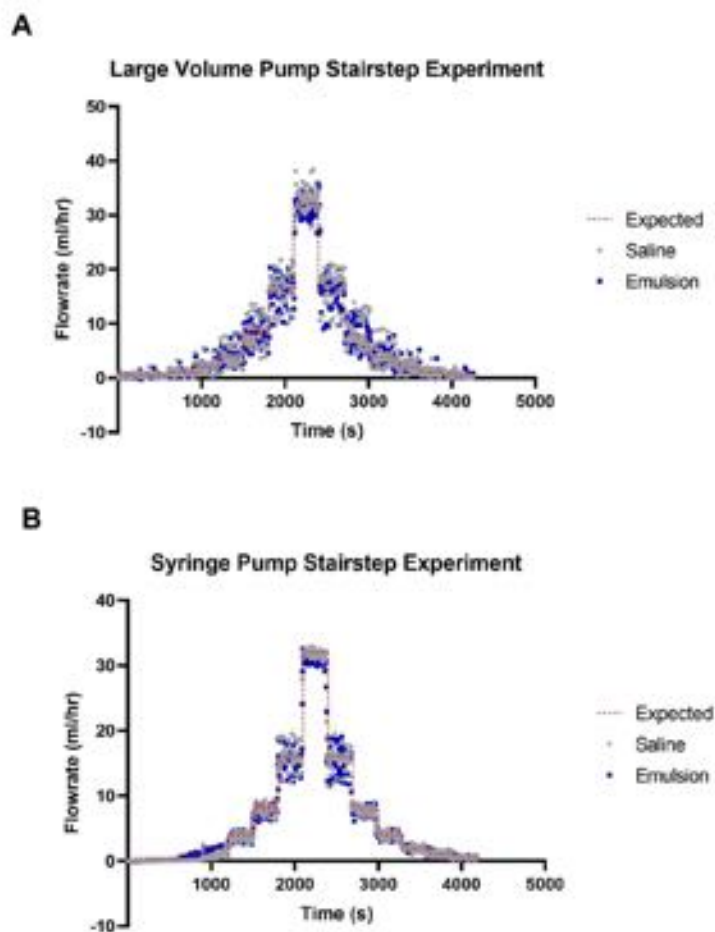 A
Large Volume Pump Stairstep Experiment
50
40
30
20
10
0
-10
Flowrate (ml/hr)
1000 2000 3000 4000 5000
Time (s)
Expected
Saline
Emulsion
B
Syringe Pump Stairstep Experiment
40
30
20
10
0
-10
Flowrate (ml/hr)
1000 2000 3000 4000 5000
Time (s)
Expected
Saline
Emulsion